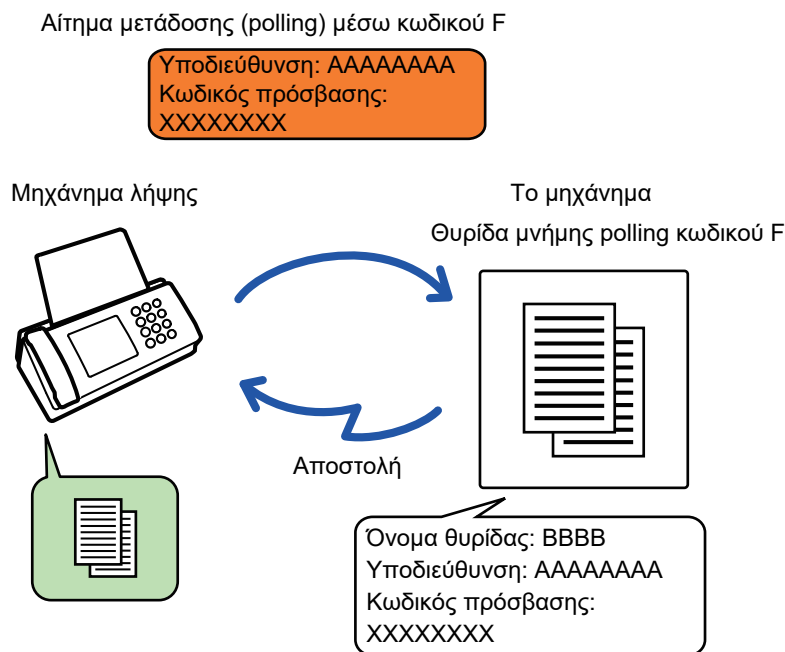 Αίτημα μετάδοσης (polling) μέσω κωδικού F
Υποδιεύθυνση: AAAAAAAA
Κωδικός πρόσβασης:
XXXXXXXX
Μηχάνημα λήψης
Το μηχάνημα
Θυρίδα μνήμης polling κωδικού F
Αποστολή
Όνομα θυρίδας: BBBB
Υποδιεύθυνση: AAAAAAAA
Κωδικός πρόσβασης:
XXXXXXXX